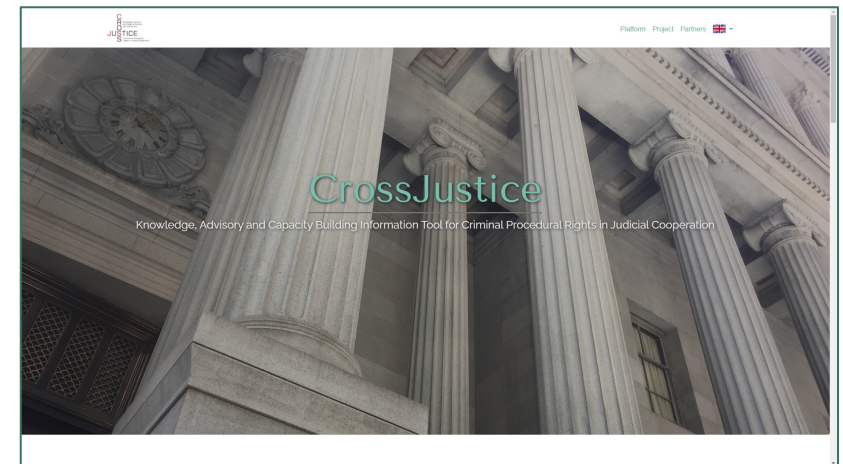 CROSS
JUSTICE
Platform Project Partners
CrossJustice
Knowledge, Advisory and Capacity Building Information Tool for Criminal Procedural Rights in Judicial Cooperation